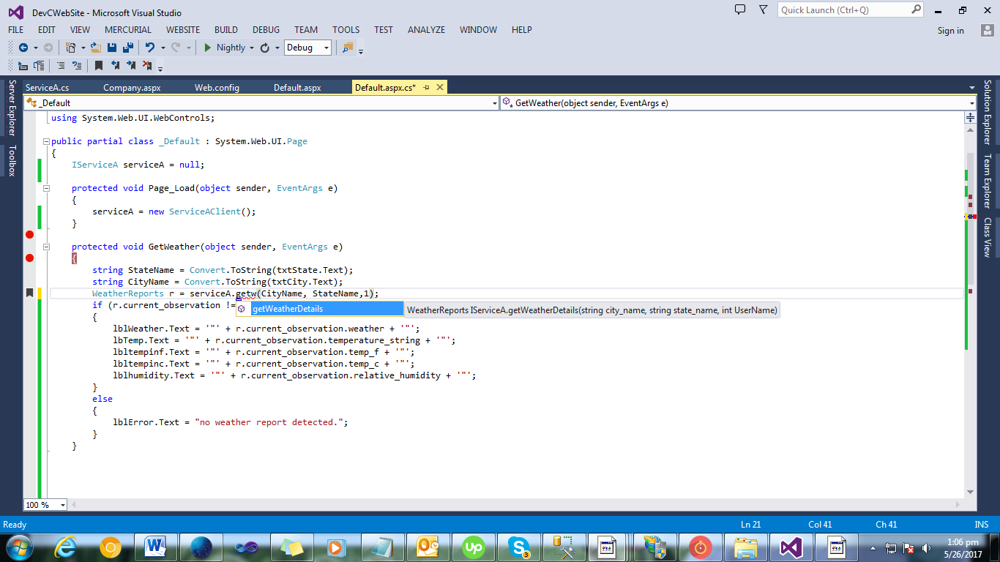 DevCWebSite - Microsoft Visual Studio
Quick Launch (Ctrl+Q)
FILE EDIT VIEW MERCURIAL WEBSITE BUILD DEBUG TEAM TOOLS TEST ANALYZE WINDOW HELP
Sign in
Nightly Debug
ServiceA.cs Company.aspx Web.config Default.aspx Default.aspx.cs*
_Default GetWeather(object sender, EventArgs e)
Server Explorer
Toolbox
using System.Web.UI.WebControls;
public partial class _Default : System.Web.UI.Page
{
IServiceA serviceA = null;
protected void Page_Load(object sender, EventArgs e)
{
serviceA = new ServiceAClient();
}
protected void GetWeather(object sender, EventArgs e)
{
string StateName = Convert.ToString(txtState.Text);
string CityName = Convert.ToString(txtCity.Text);
WeatherReports r = serviceA.getw(CityName, StateName,1);
if (r.current_observation !=
getWeatherDetails
WeatherReports IServiceA.getWeatherDetails(string city_name, string state_name, int UserName)
{
lblWeather.Text = '"' + r.current_observation.weather + '"';
lbTemp.Text = '"' + r.current_observation.temperature_string + '"';
lbltempinf.Text = '"' + r.current_observation.temp_f + '"';
lbltempinc.Text = '"' + r.current_observation.temp_c + '"';
lblhumidity.Text = '"' + r.current_observation.relative_humidity + '"';
}
else
{
lblError.Text = "no weather report detected.";
}
}
Solution Explorer
Team Explorer
Class View
100 %
Ready Ln 21 Col 41 Ch 41 INS
Up
3
1:06 pm
5/26/2017